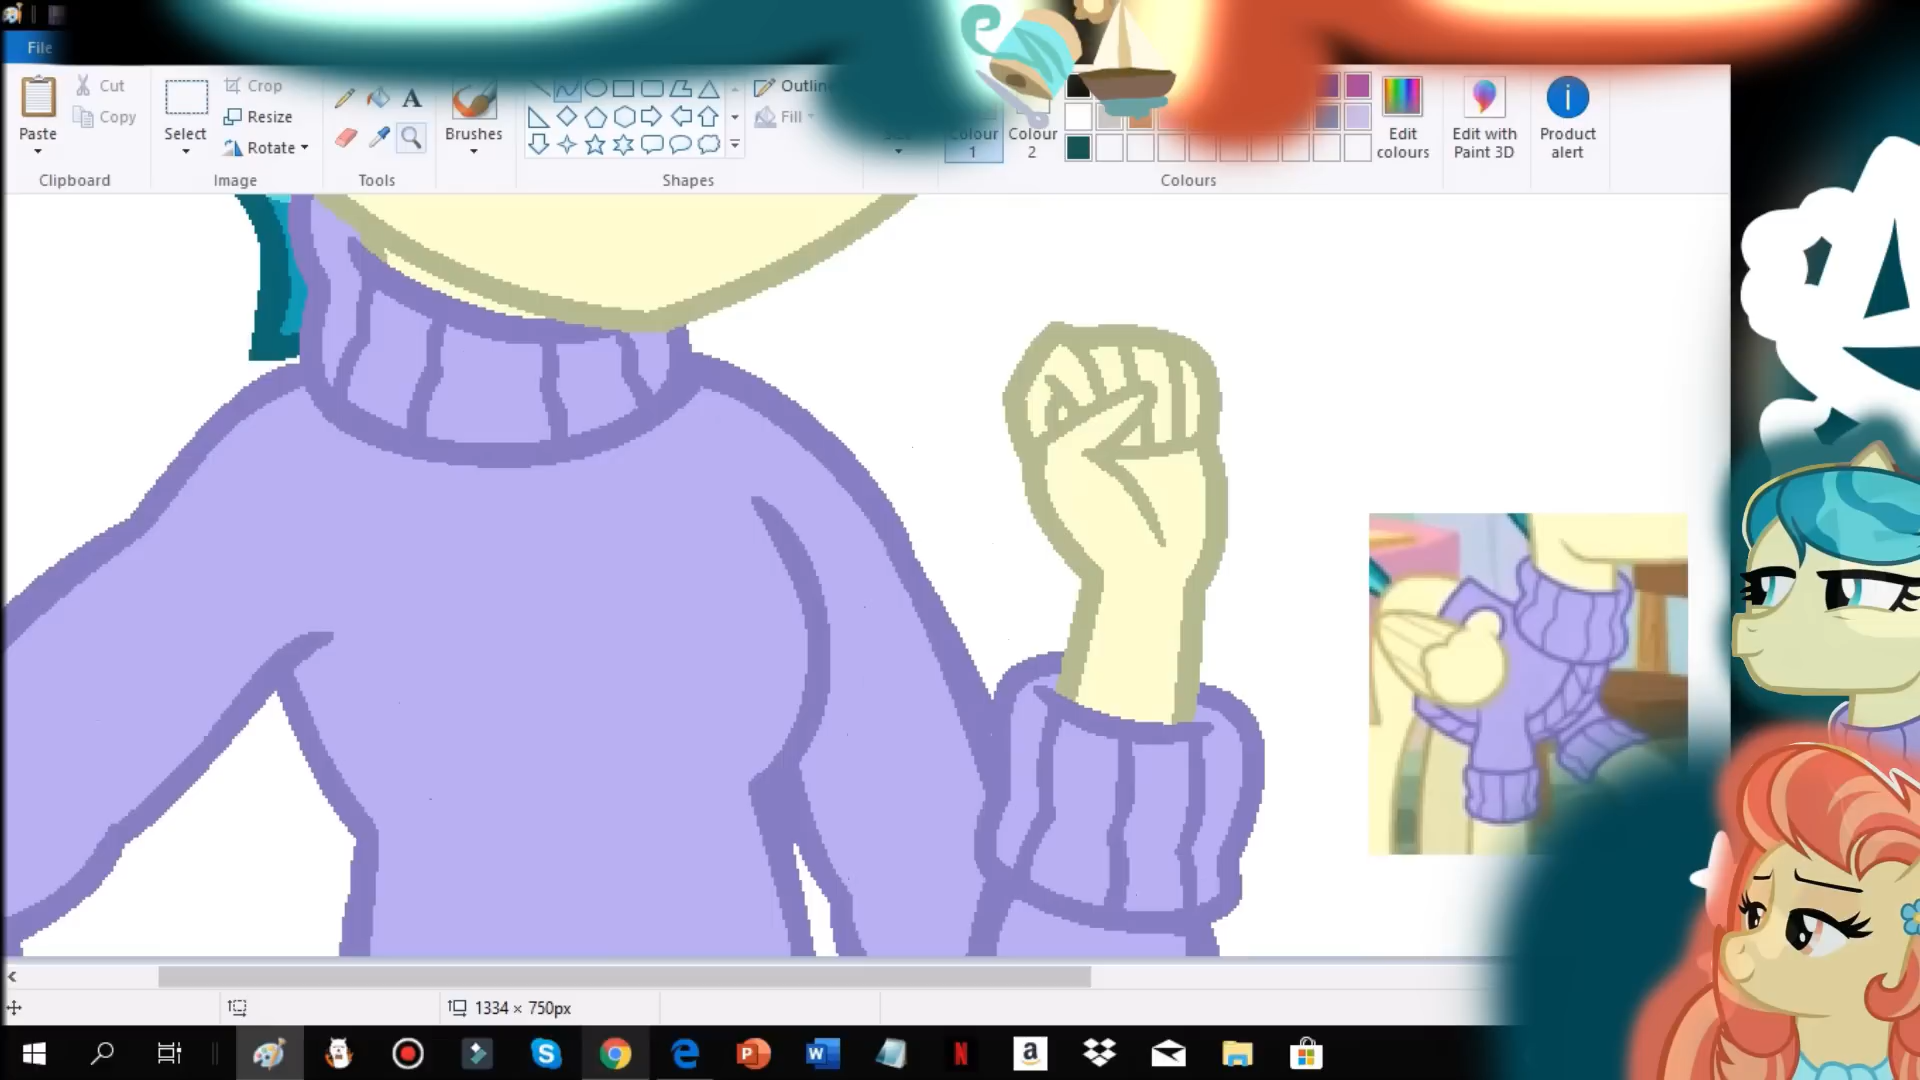 File
Paste
Cut
Copy
Clipboard
Select
Crop
Resize
Rotate
Image
A
Tools
Brushes
Shapes
Fill
Colour
1
Colour
2
Edit
colours
Colours
Edit with
Paint 3D
Product
alert
1334 × 750px